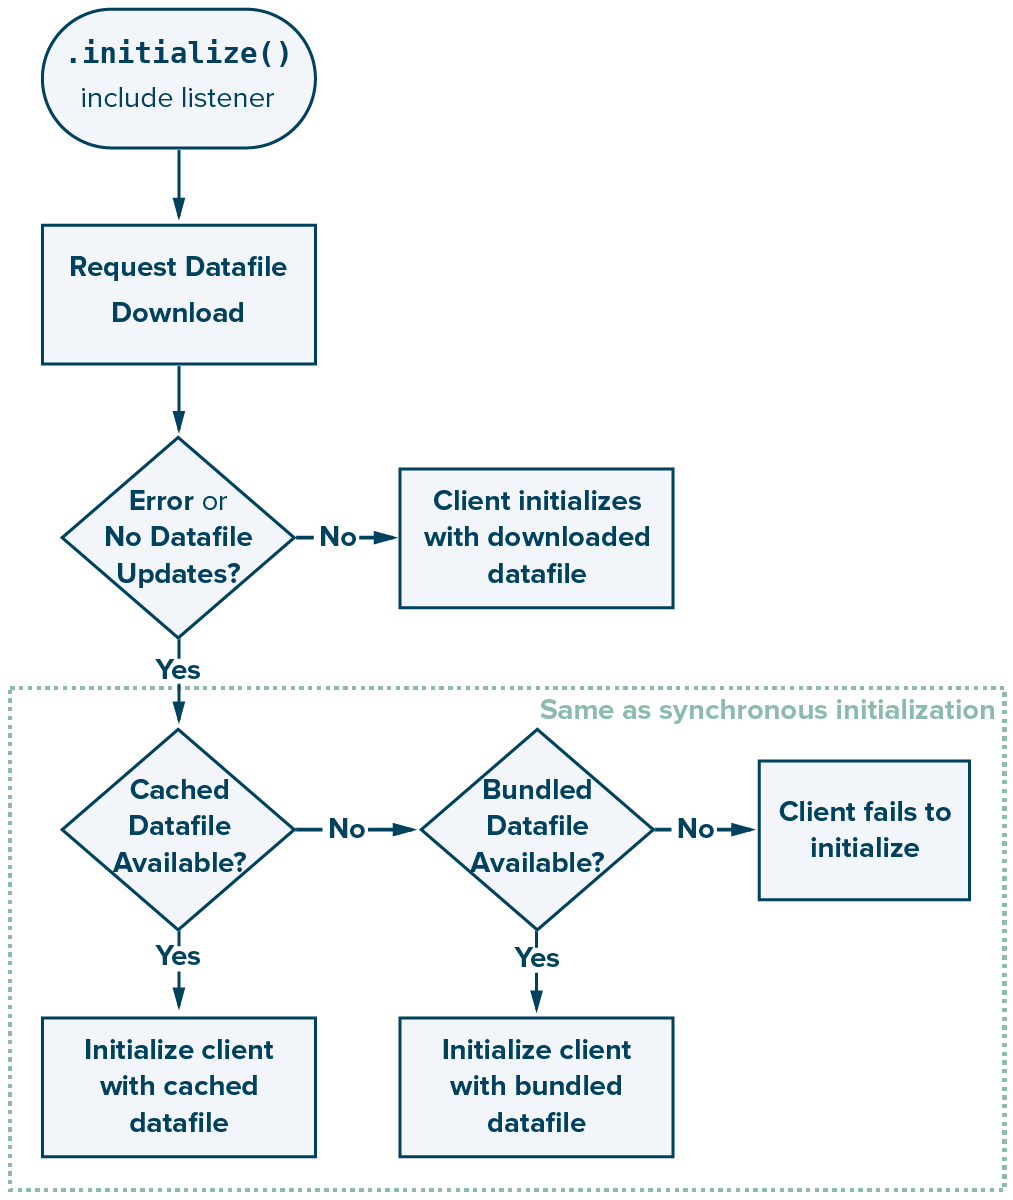 .initialize()
include listener
Request Datafile
Download
Error or
No Datafile
Updates?
No
Client initializes
with downloaded
datafile
Yes
Same as synchronous initialization
Cached
Datafile
Available?
No
Bundled
Datafile
Available?
No
Client fails to
initialize
Yes
Yes
Initialize client
with cached
datafile
Initialize client
with bundled
datafile